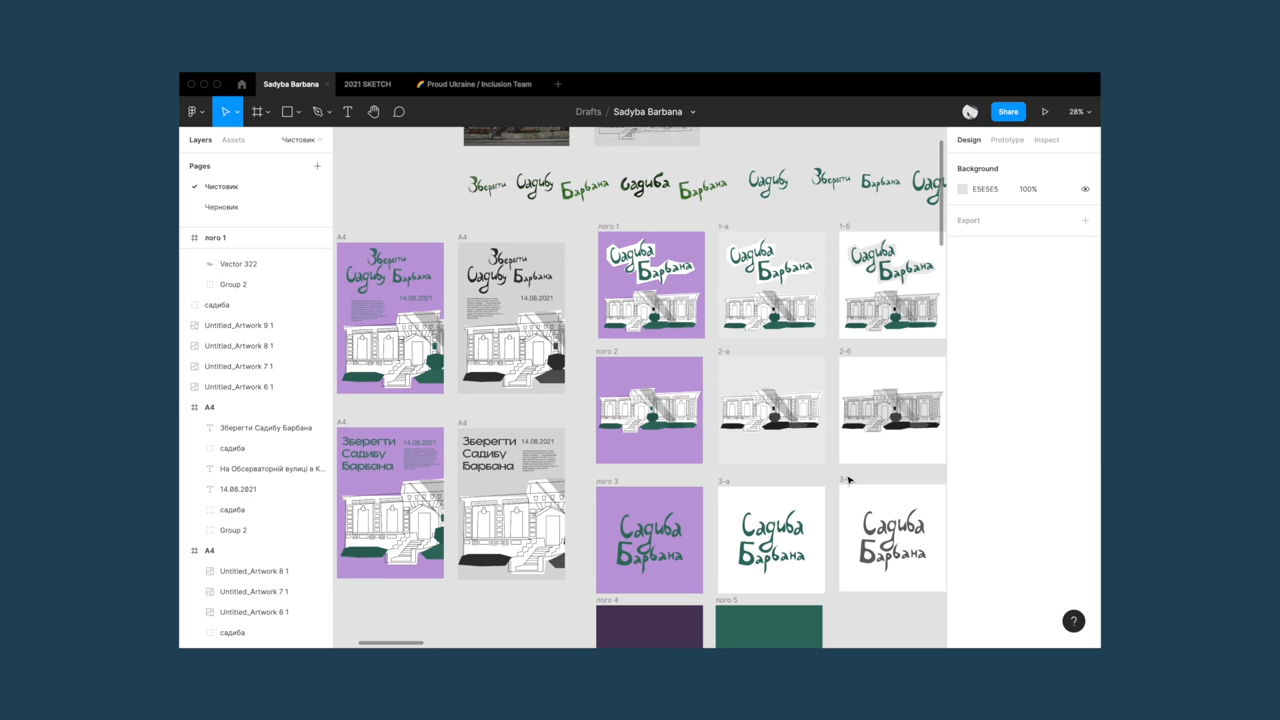 Sadyba Barbana
2021 SKETCH
🌈 Proud Ukraine / Inclusion Team
Drafts / Sadyba Barbana
Share
28%
Layers
Assets
Чистовик
Pages
Чистовик
Черновик
лого 1
Vector 322
Group 2
садиба
Untitled_Artwork 9 1
Untitled_Artwork 8 1
Untitled_Artwork 7 1
Untitled_Artwork 6 1
A4
Зберегти Садибу Барбана
садиба
На Обсерваторній вулиці в К...
14.08.2021
садиба
Group 2
A4
Untitled_Artwork 8 1
Untitled_Artwork 7 1
Untitled_Artwork 6 1
садиба
Зберегти Садибу Барбана Садиба Барбана Садибу Зберегти Барбана
A4
Зберегти
Садибу Барбана
14.08.2021
A4
Зберегти
Садибу Барбана
14.08.2021
A4
Зберегти
Садибу
Барбана
14.08.2021
A4
Зберегти
Садибу
Барбана
14.08.2021
лого 1
Садиба
Барбана
1-а
Садиба
Барбана
1-б
Садиба
Барбана
лого 2
2-а
2-б
лого 3
Садиба
Барбана
3-а
Садиба
Барбана
Садиба
Барбана
лого 4
лого 5
Design
Prototype
Inspect
Background
E5E5E5
100%
Export
?